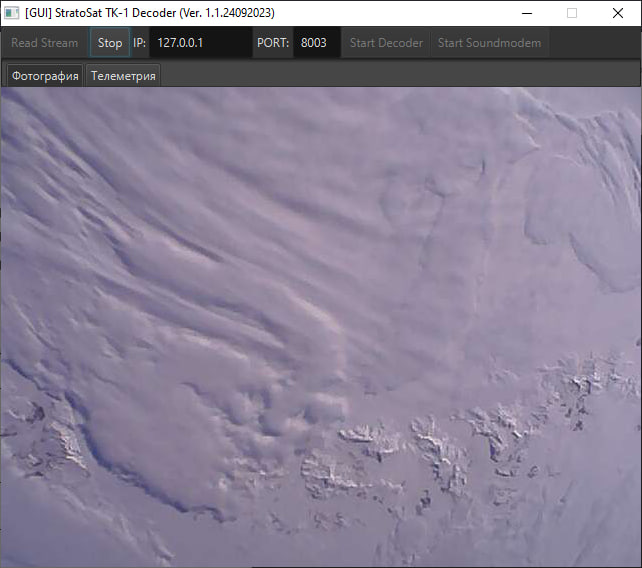 [GUI] StratoSat TK-1 Decoder (Ver. 1.1.24092023)
Read Stream Stop IP: 127.0.0.1 PORT: 8003 Start Decoder Start Soundmodem
Фотография Телеметрия